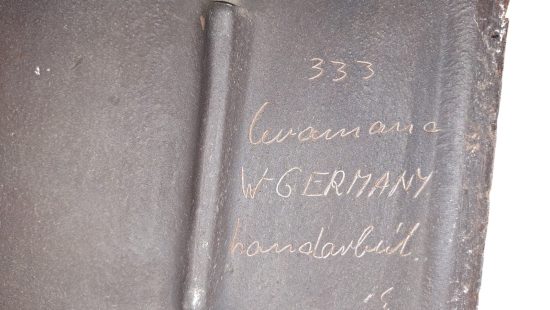 333
Ceramano
W-GERMANY
handarbeit